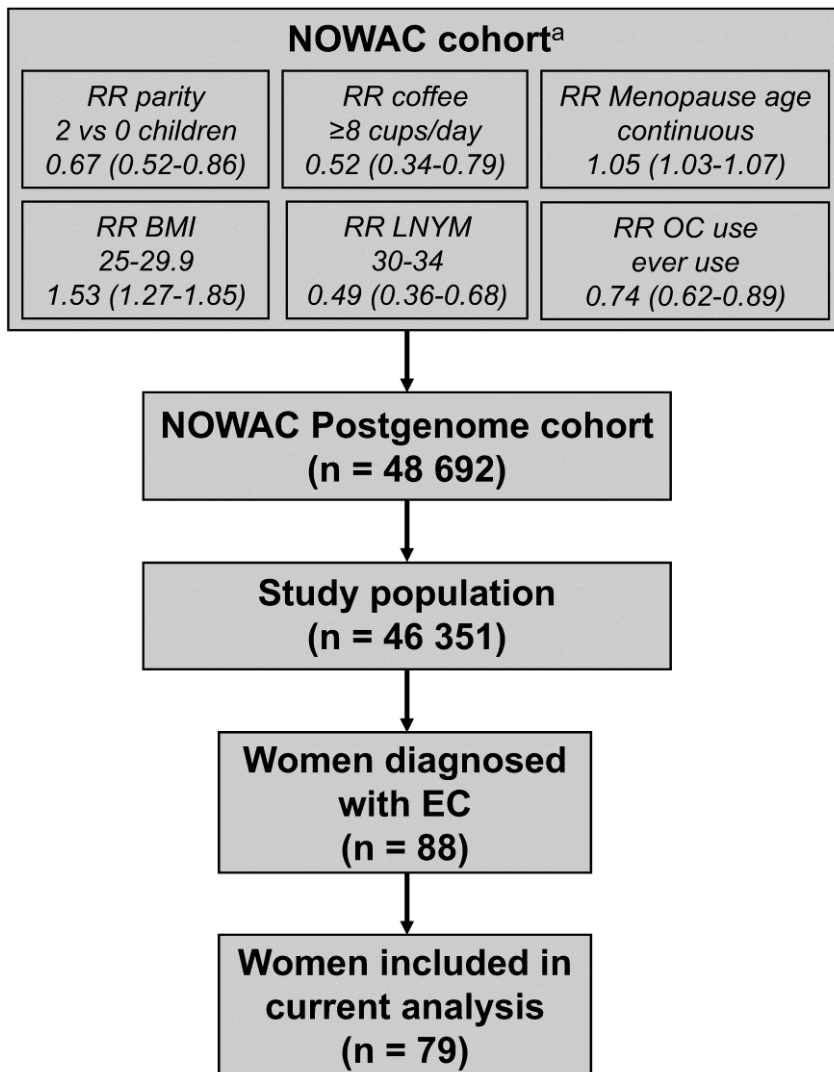 NOWAC cohortᵃ
RR parity
2 vs 0 children
0.67 (0.52-0.86)
RR coffee
≥8 cups/day
0.52 (0.34-0.79)
RR Menopause age
continuous
1.05 (1.03-1.07)
RR BMI
25-29.9
1.53 (1.27-1.85)
RR LNYM
30-34
0.49 (0.36-0.68)
RR OC use
ever use
0.74 (0.62-0.89)
NOWAC Postgenome cohort
(n = 48 692)
Study population
(n = 46 351)
Women diagnosed
with EC
(n = 88)
Women included in
current analysis
(n = 79)